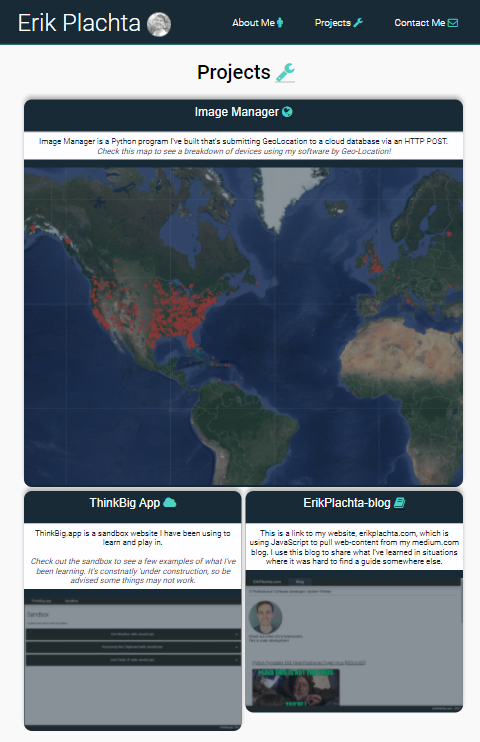 Erik Plachta
About Me
Projects
Contact Me
Projects
Image Manager
Image Manager is a Python program I've built that's submitting GeoLocation to a cloud database via an HTTP POST.
Check this map to see a breakdown of devices using my software by Geo-Location!
ThinkBig App
ThinkBig.app is a sandbox website I have been using to
learn and play in.
Check out the sandbox to see a few examples of what I've
been learning. It's constnatly 'under construction, so be
advised some things may not work.
Sandbox
ErikPlachta-blog
This is a link to my website, erikplachta.com, which is
using JavaScript to pull web-content from my medium.com
blog. I use this blog to share what I've learned in situations
where it was hard to find a guide somewhere else.
ErikPlachta.com
Blog